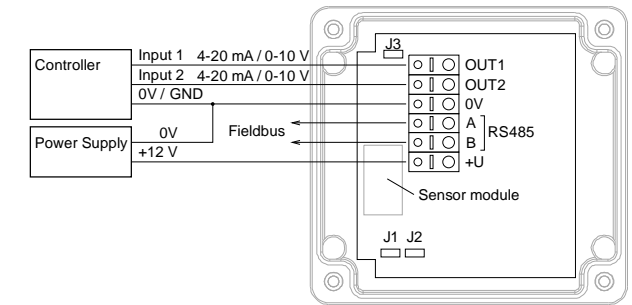 J3
Controller
Input 1 4-20 mA / 0-10 V
OUT1
Input 2 4-20 mA / 0-10 V
OUT2
0V / GND
0V
Power Supply
0V
Fieldbus
A
B
RS485
+12 V
+U
Sensor module
J1 J2